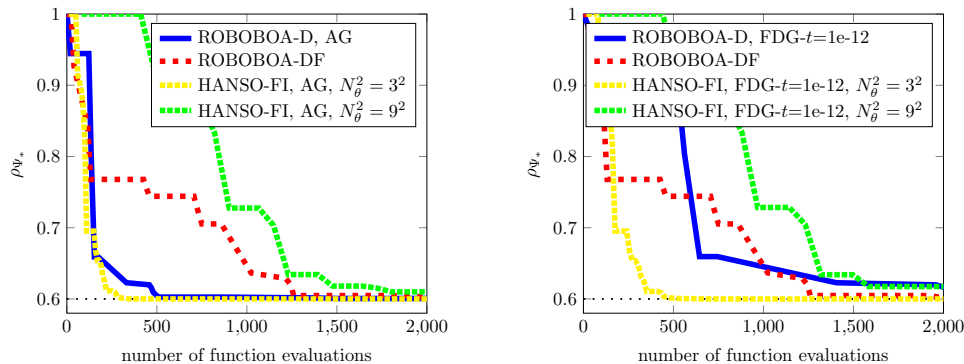 1
0.9
0.8
0.7
0.6
ρΨ*
0
500
1,000
1,500
2,000
number of function evaluations
ROBOBOA-D, AG
ROBOBOA-DF
HANSO-FI, AG, N_θ^2 = 3^2
HANSO-FI, AG, N_θ^2 = 9^2
1
0.9
0.8
0.7
0.6
ρΨ*
0
500
1,000
1,500
2,000
number of function evaluations
ROBOBOA-D, FDG-t=1e-12
ROBOBOA-DF
HANSO-FI, FDG-t=1e-12, N_θ^2 = 3^2
HANSO-FI, FDG-t=1e-12, N_θ^2 = 9^2